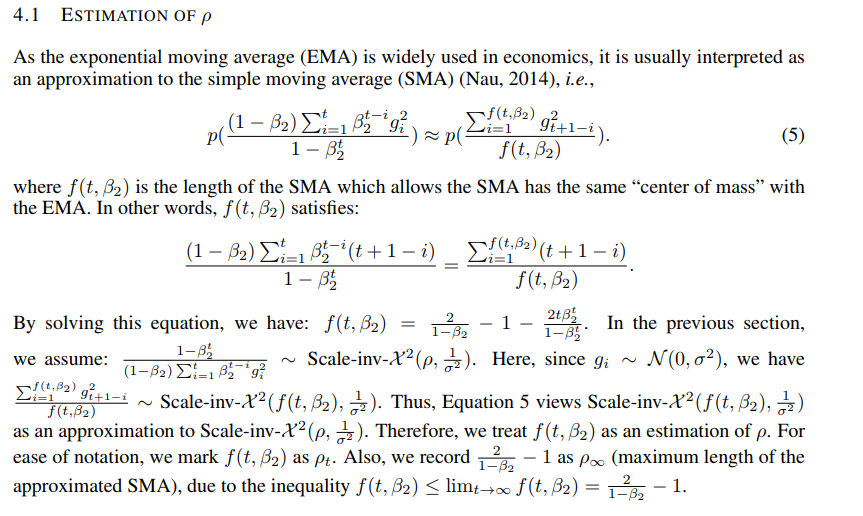 4.1 ESTIMATION OF ρ
As the exponential moving average (EMA) is widely used in economics, it is usually interpreted as
an approximation to the simple moving average (SMA) (Nau, 2014), i.e.,
$p(\frac{(1-\beta_2)\sum_{i=1}^{t}\beta_2^{t-i}g_i^2}{1-\beta_2^t}) \approx p(\frac{\sum_{i=1}^{f(t,\beta_2)} g_{t+1-i}^2}{f(t,\beta_2)}).$ (5)
where $f(t, \beta_2)$ is the length of the SMA which allows the SMA has the same “center of mass” with
the EMA. In other words, $f(t, \beta_2)$ satisfies:
$\frac{(1-\beta_2)\sum_{i=1}^{t}\beta_2^{t-i}(t+1-i)}{1-\beta_2^t} = \frac{\sum_{i=1}^{f(t,\beta_2)}(t+1-i)}{f(t,\beta_2)}.$
By solving this equation, we have: $f(t, \beta_2) = \frac{2}{1-\beta_2} - 1 - \frac{2t\beta_2^t}{1-\beta_2^t}$. In the previous section,
we assume: $\frac{1-\beta_2^t}{(1-\beta_2)\sum_{i=1}^{t}\beta_2^{t-i}g_i^2} \sim$ Scale-inv-$\mathcal{X}^2(\rho, \frac{1}{\sigma^2})$. Here, since $g_i \sim \mathcal{N}(0, \sigma^2)$, we have
$\frac{\sum_{i=1}^{f(t,\beta_2)} g_{t+1-i}^2}{f(t,\beta_2)} \sim$ Scale-inv-$\mathcal{X}^2(f(t, \beta_2), \frac{1}{\sigma^2})$. Thus, Equation 5 views Scale-inv-$\mathcal{X}^2(f(t, \beta_2), \frac{1}{\sigma^2})$
as an approximation to Scale-inv-$\mathcal{X}^2(\rho, \frac{1}{\sigma^2})$. Therefore, we treat $f(t, \beta_2)$ as an estimation of $\rho$. For
ease of notation, we mark $f(t, \beta_2)$ as $\rho_t$. Also, we record $\frac{2}{1-\beta_2} - 1$ as $\rho_\infty$ (maximum length of the
approximated SMA), due to the inequality $f(t, \beta_2) \leq \lim_{t\to\infty} f(t, \beta_2) = \frac{2}{1-\beta_2} - 1$.